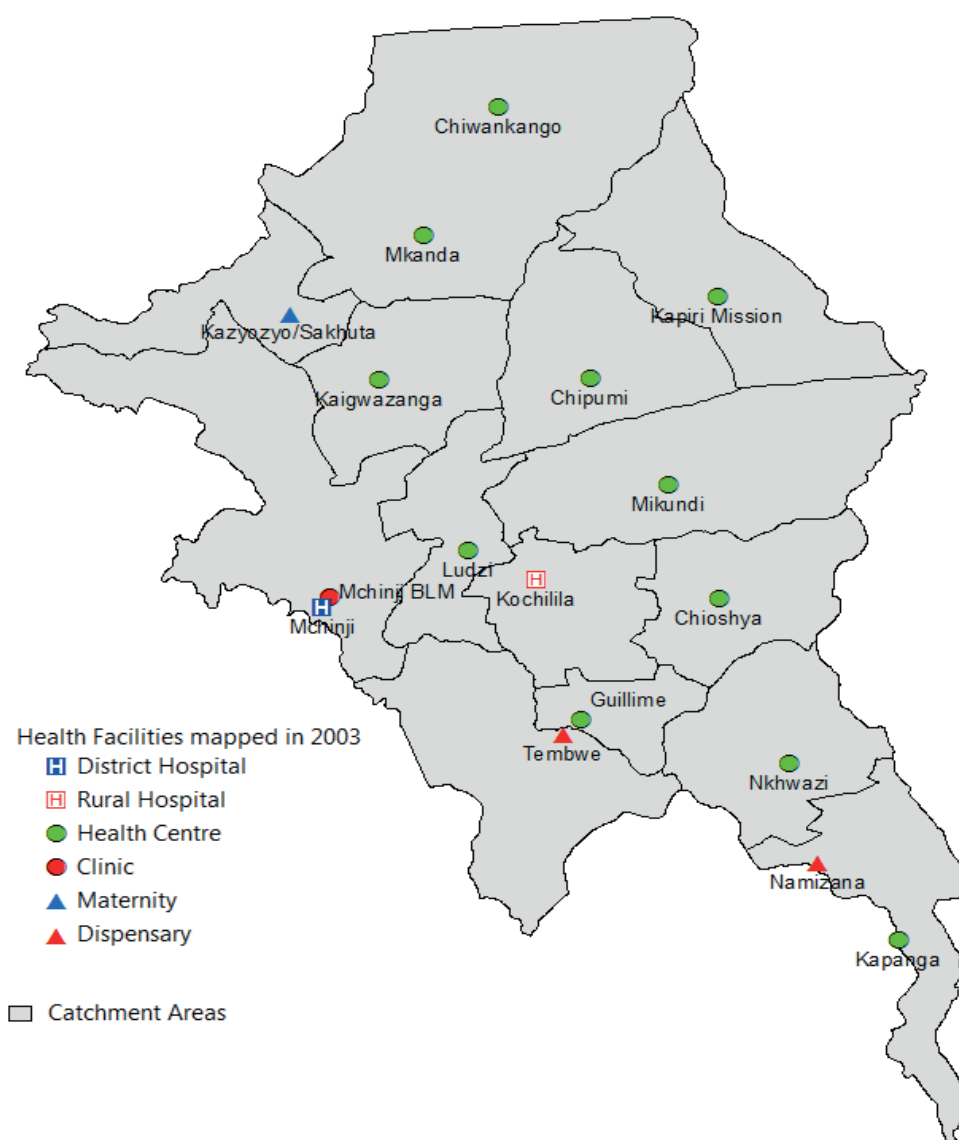 Chiwankango
Mkanda
Kapiri Mission
Kazyozyo/Sakhuta
Kaigwazanga
Chipumi
Mikundi
Ludzi
Mchinji BLM
Kochilila
Chioshya
H
H
Mchinji
Guillime
Tembwe
Nkhwazi
Namizana
Kapanga
Health Facilities mapped in 2003
H District Hospital
H Rural Hospital
Health Centre
Clinic
Maternity
Dispensary
Catchment Areas